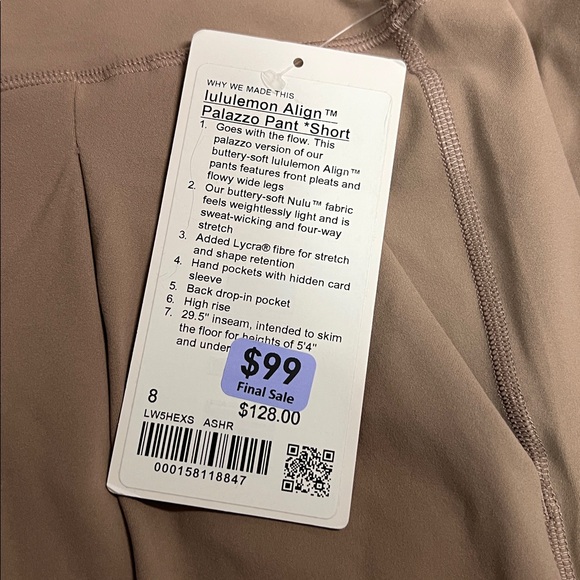 WHY WE MADE THIS
lululemon Align™
Palazzo Pant *Short
1. Goes with the flow. This
palazzo version of our
buttery-soft lululemon Align™
pants features front pleats and
flowy wide legs
2. Our buttery-soft Nulu™ fabric
feels weightlessly light and is
sweat-wicking and four-way
stretch
3. Added Lycra® fibre for stretch
and shape retention
4. Hand pockets with hidden card
sleeve
5. Back drop-in pocket
6. High rise
7. 29.5" inseam, intended to skim
the floor for heights of 5'4"
and under
$99
Final Sale
8
$128.00
LW5HEXS ASHR
000158118847